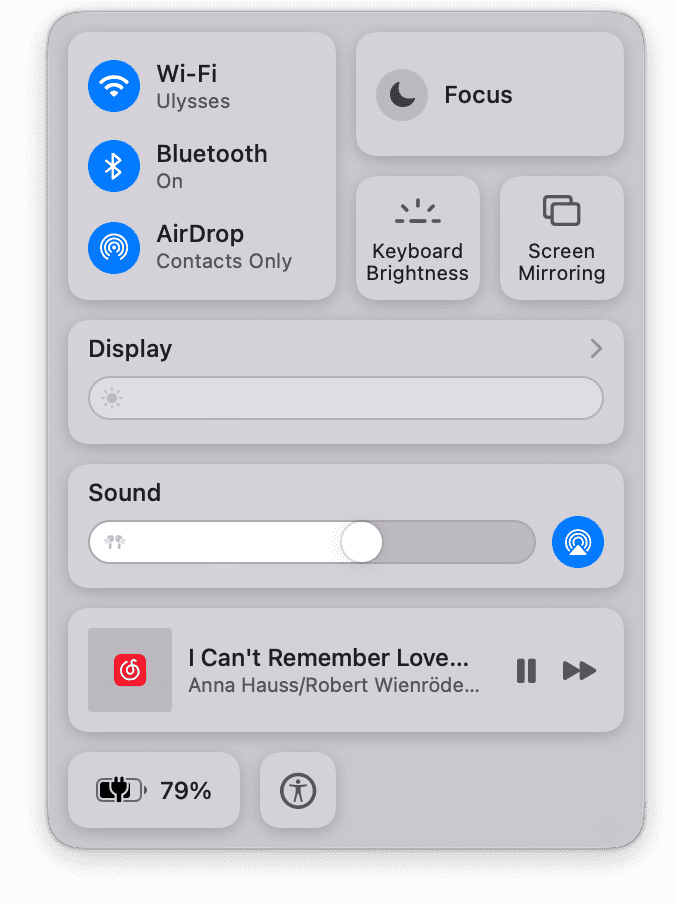 Wi-Fi
Ulysses
Bluetooth
On
AirDrop
Contacts Only
Focus
Keyboard
Brightness
Screen
Mirroring
Display
Sound
I Can't Remember Love...
Anna Hauss/Robert Wienröde...
79%